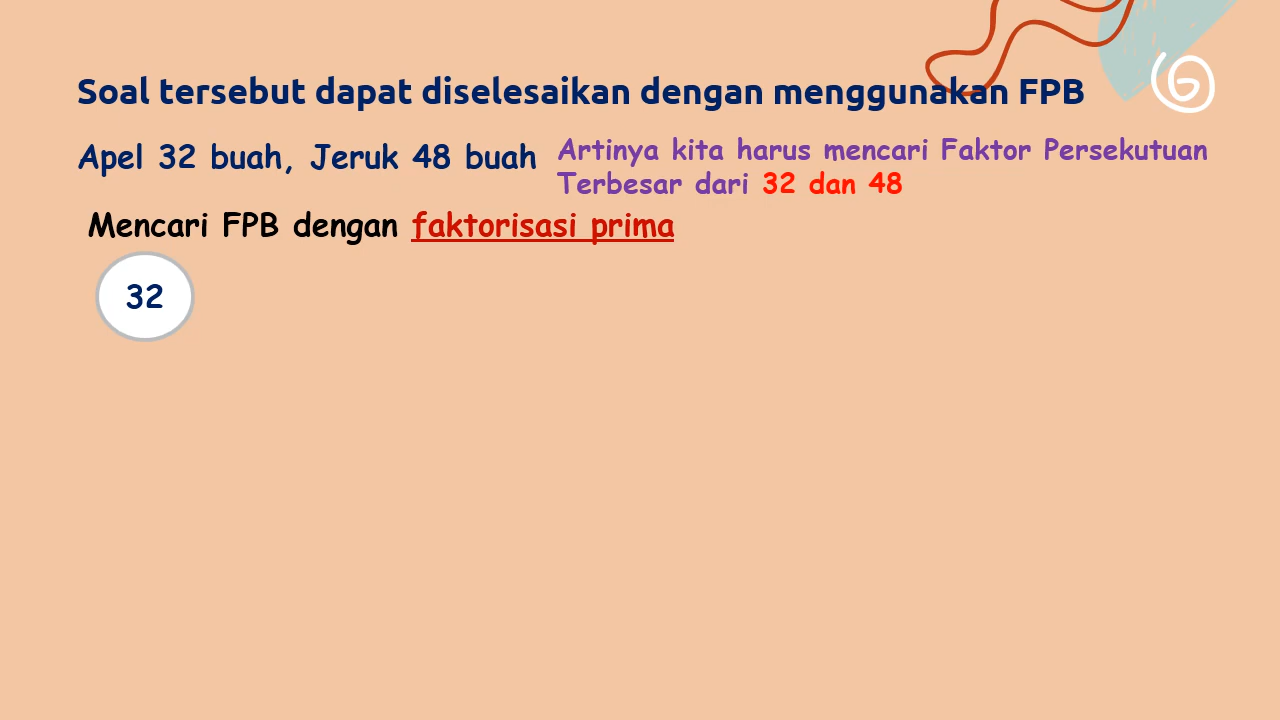 Soal tersebut dapat diselesaikan dengan menggunakan FPB
Apel 32 buah, Jeruk 48 buah
Artinya kita harus mencari Faktor Persekutuan
Terbesar dari 32 dan 48
Mencari FPB dengan faktorisasi prima
32